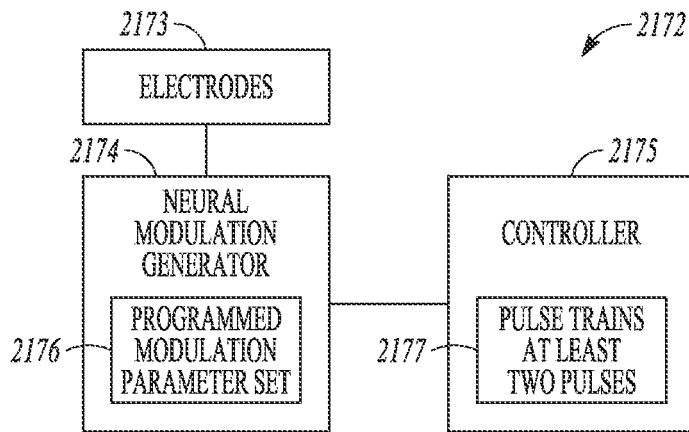 2173
2172
ELECTRODES
2174
2175
NEURAL
MODULATION
GENERATOR
CONTROLLER
2176
PROGRAMMED
MODULATION
PARAMETER SET
2177
PULSE TRAINS
AT LEAST
TWO PULSES